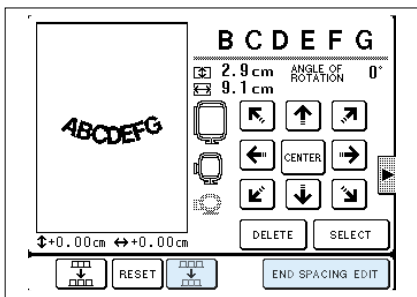 B C D E F G
2.9cm ANGLE OF ROTATION 0°
9.1cm
ABCDEFG
CENTER
DELETE SELECT
+0.00cm +0.00cm
RESET END SPACING EDIT